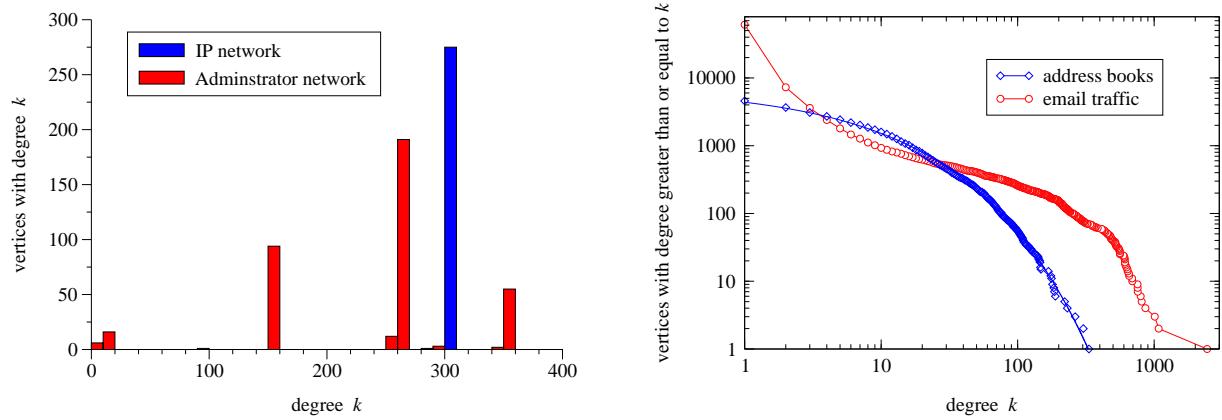 300
250
200
150
100
50
0
0
100
200
300
400
vertices with degree k
degree k
IP network
Adminstrator network
10000
1000
100
10
1
1
10
100
1000
vertices with degree greater than or equal to k
degree k
address books
email traffic